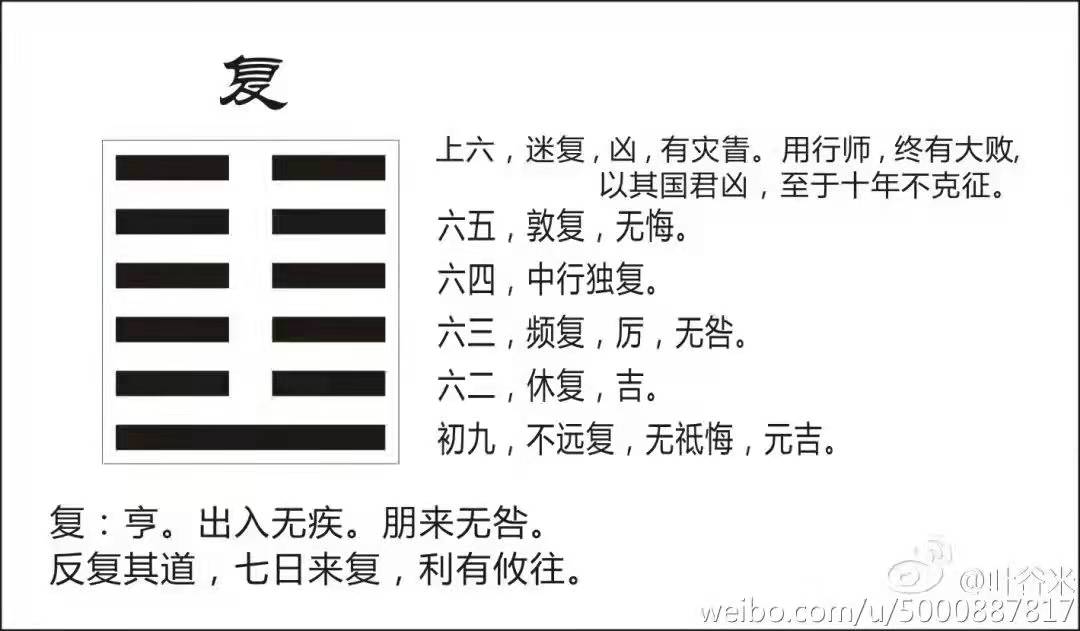 复
上六，迷复，凶，有灾眚。用行师，终有大败,
以其国君凶，至于十年不克征。
六五，敦复，无悔。
六四，中行独复。
六三，频复，厉，无咎。
六二，休复，吉。
初九，不远复，无祗悔，元吉。
复：亨。出入无疾。朋来无咎。
反复其道，七日来复，利有攸往。
@叶谷米
weibo.com/u/5000887817